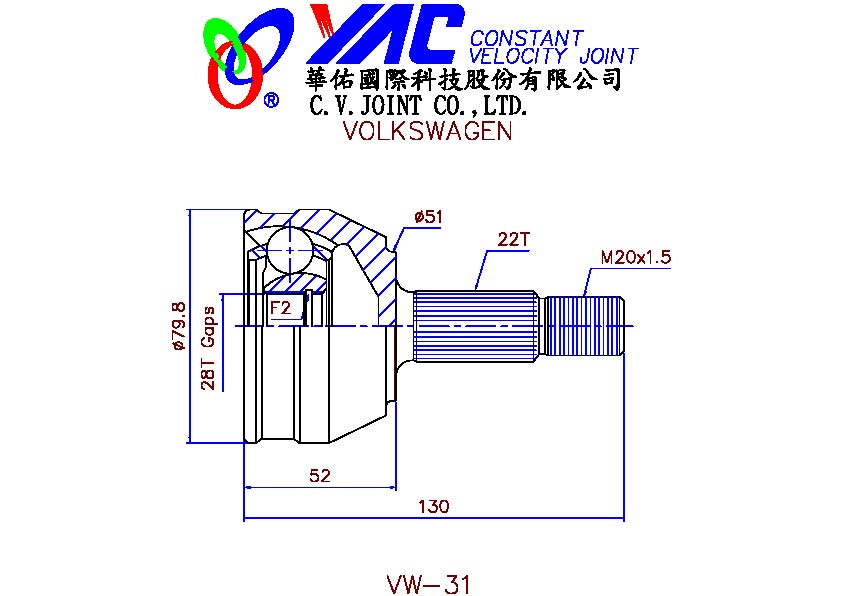 YAC CONSTANT
VELOCITY JOINT
®
華佑國際科技股份有限公司
C.V.JOINT CO.,LTD.
VOLKSWAGEN
ø51
22T
M20x1.5
F2
ø79.8
28T Gaps
52
130
VW-31